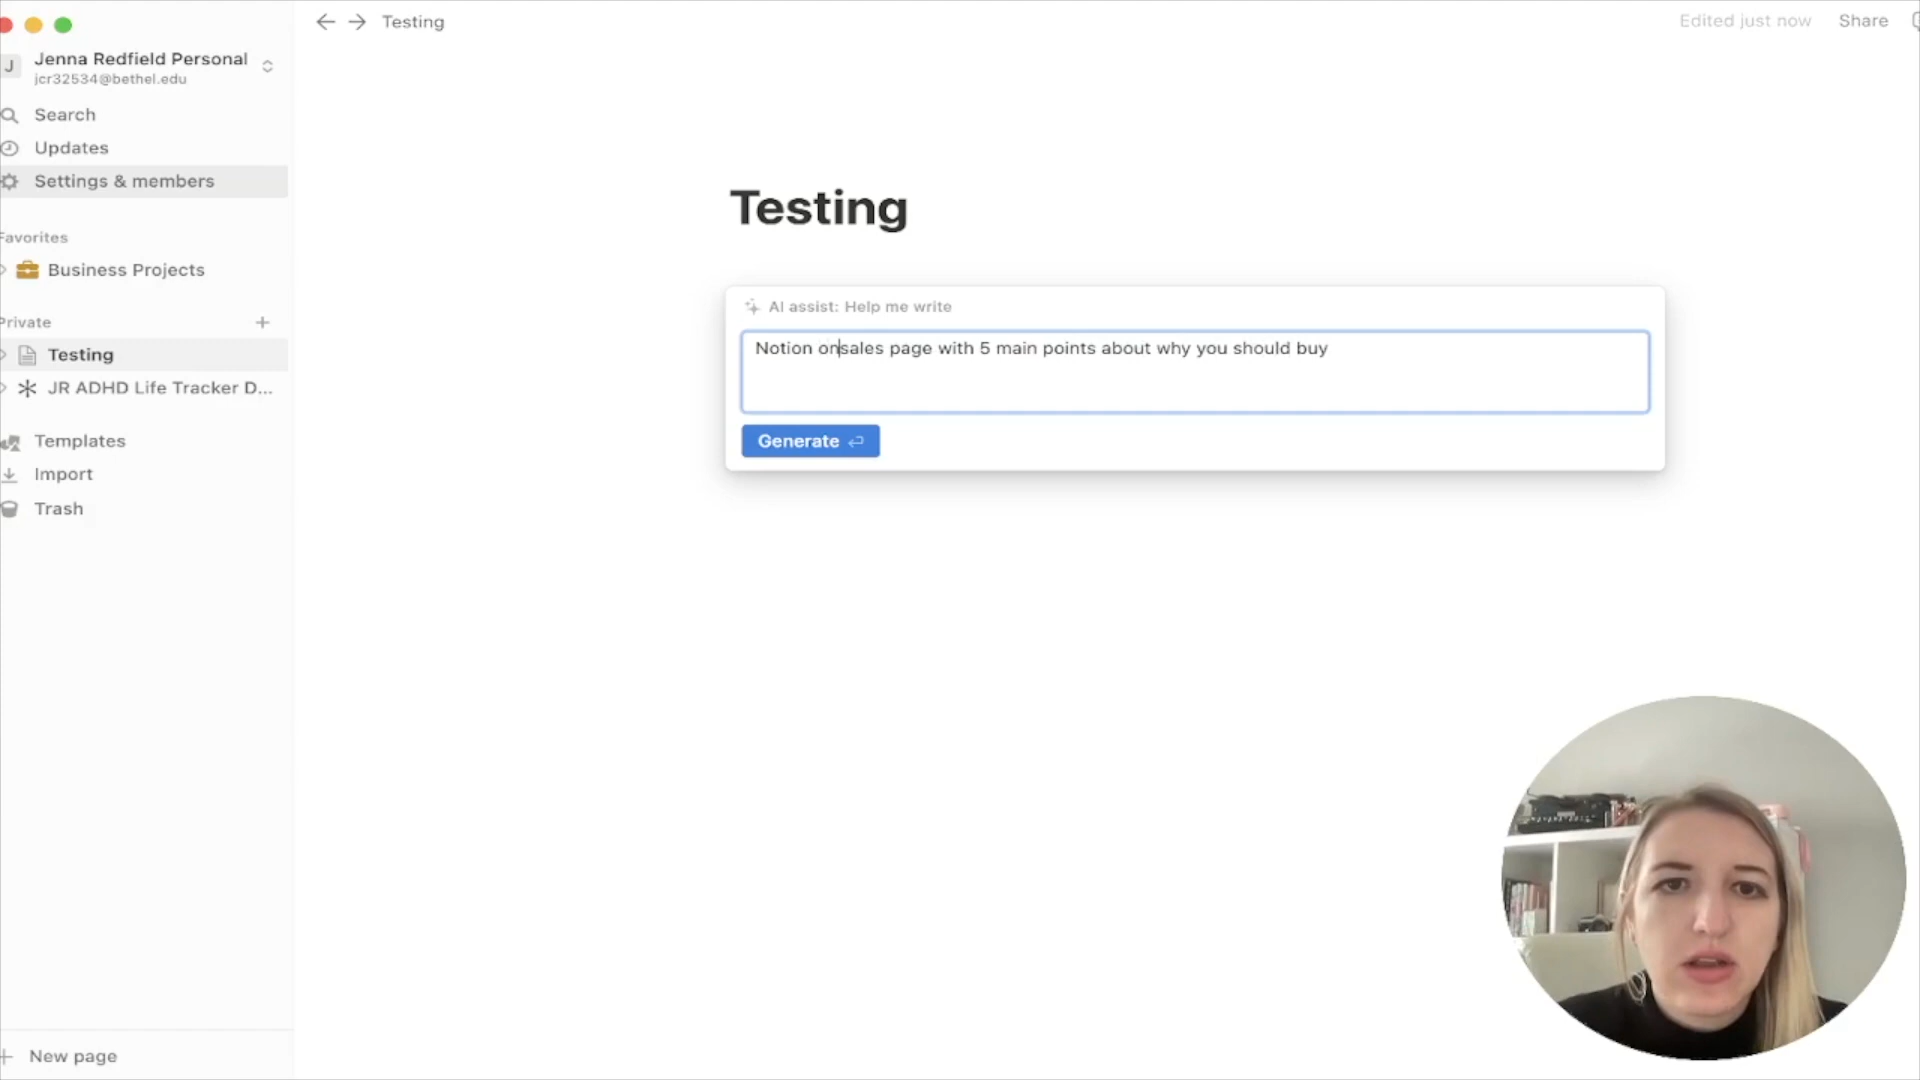 Testing
Edited just now
Share
J
Jenna Redfield Personal
jcr32534@bethel.edu
Search
Updates
Settings & members
Favorites
Business Projects
Private
Testing
JR ADHD Life Tracker D...
Templates
Import
Trash
New page
Testing
AI assist: Help me write
Notion onsales page with 5 main points about why you should buy
Generate